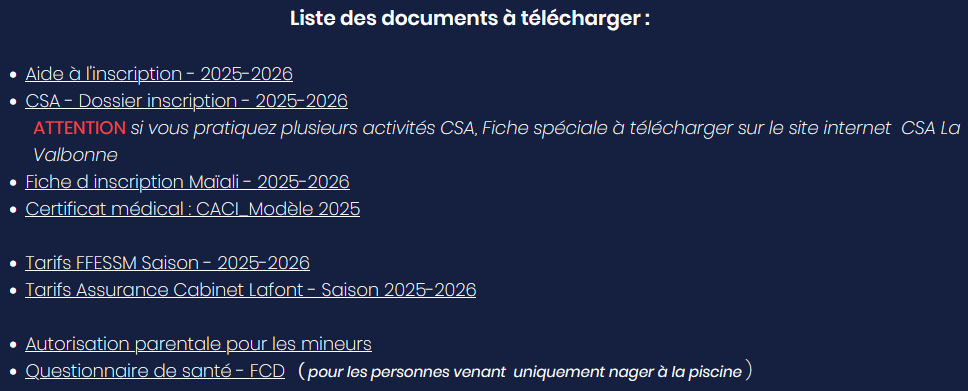 Liste des documents à télécharger :
• Aide à l'inscription - 2025-2026
• CSA - Dossier inscription - 2025-2026
ATTENTION si vous pratiquez plusieurs activités CSA, Fiche spéciale à télécharger sur le site internet CSA La
Valbonne
• Fiche d inscription Maïali - 2025-2026
• Certificat médical : CACI_Modèle 2025
• Tarifs FFESSM Saison - 2025-2026
• Tarifs Assurance Cabinet Lafont - Saison 2025-2026
• Autorisation parentale pour les mineurs
• Questionnaire de santé - FCD ( pour les personnes venant uniquement nager à la piscine )